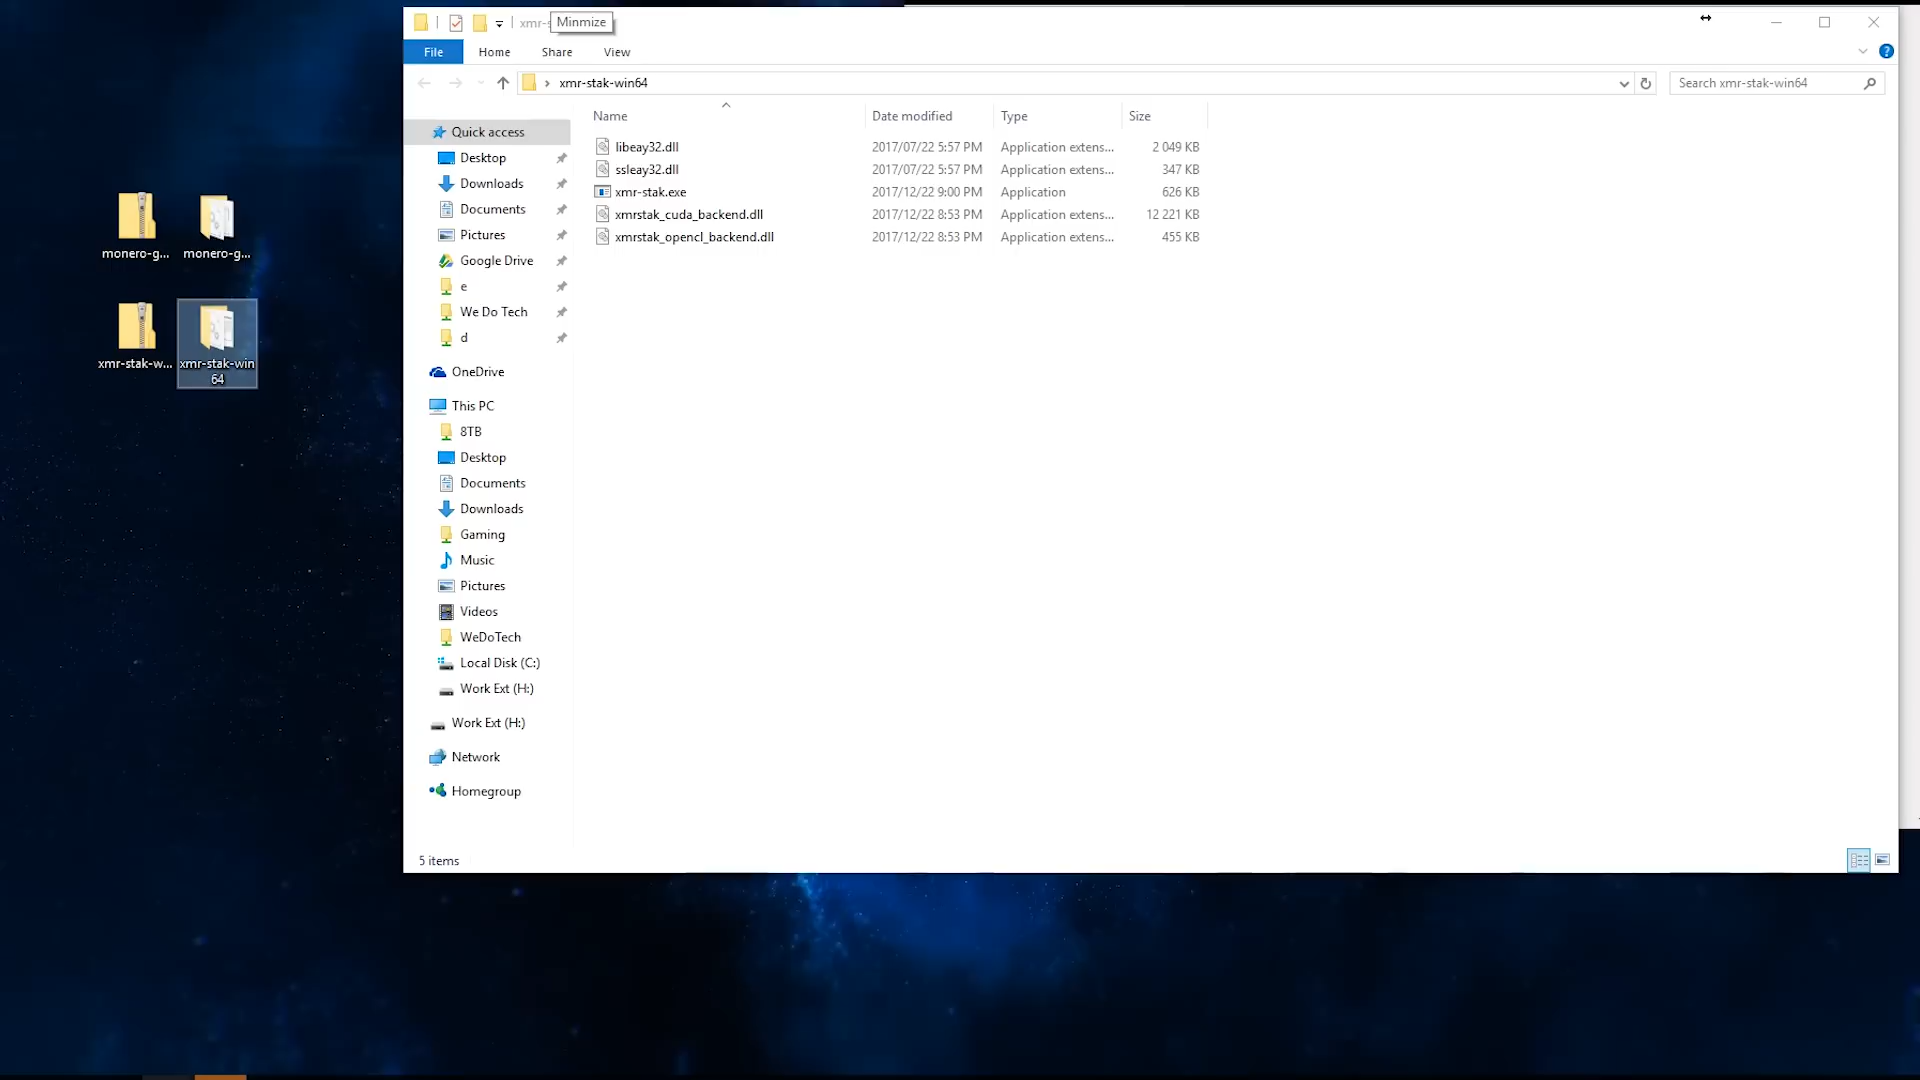 xmr-s
Minmize
File Home Share View
xmr-stak-win64
Search xmr-stak-win64
Name Date modified Type Size
libeay32.dll 2017/07/22 5:57 PM Application extens... 2 049 KB
ssleay32.dll 2017/07/22 5:57 PM Application extens... 347 KB
xmr-stak.exe 2017/12/22 9:00 PM Application 626 KB
xmrstak_cuda_backend.dll 2017/12/22 8:53 PM Application extens... 12 221 KB
xmrstak_opencl_backend.dll 2017/12/22 8:53 PM Application extens... 455 KB
Quick access
Desktop
Downloads
Documents
Pictures
Google Drive
e
We Do Tech
d
OneDrive
This PC
8TB
Desktop
Documents
Downloads
Gaming
Music
Pictures
Videos
WeDoTech
Local Disk (C:)
Work Ext (H:)
Work Ext (H:)
Network
Homegroup
5 items
monero-g... monero-g...
xmr-stak-w... xmr-stak-win
64